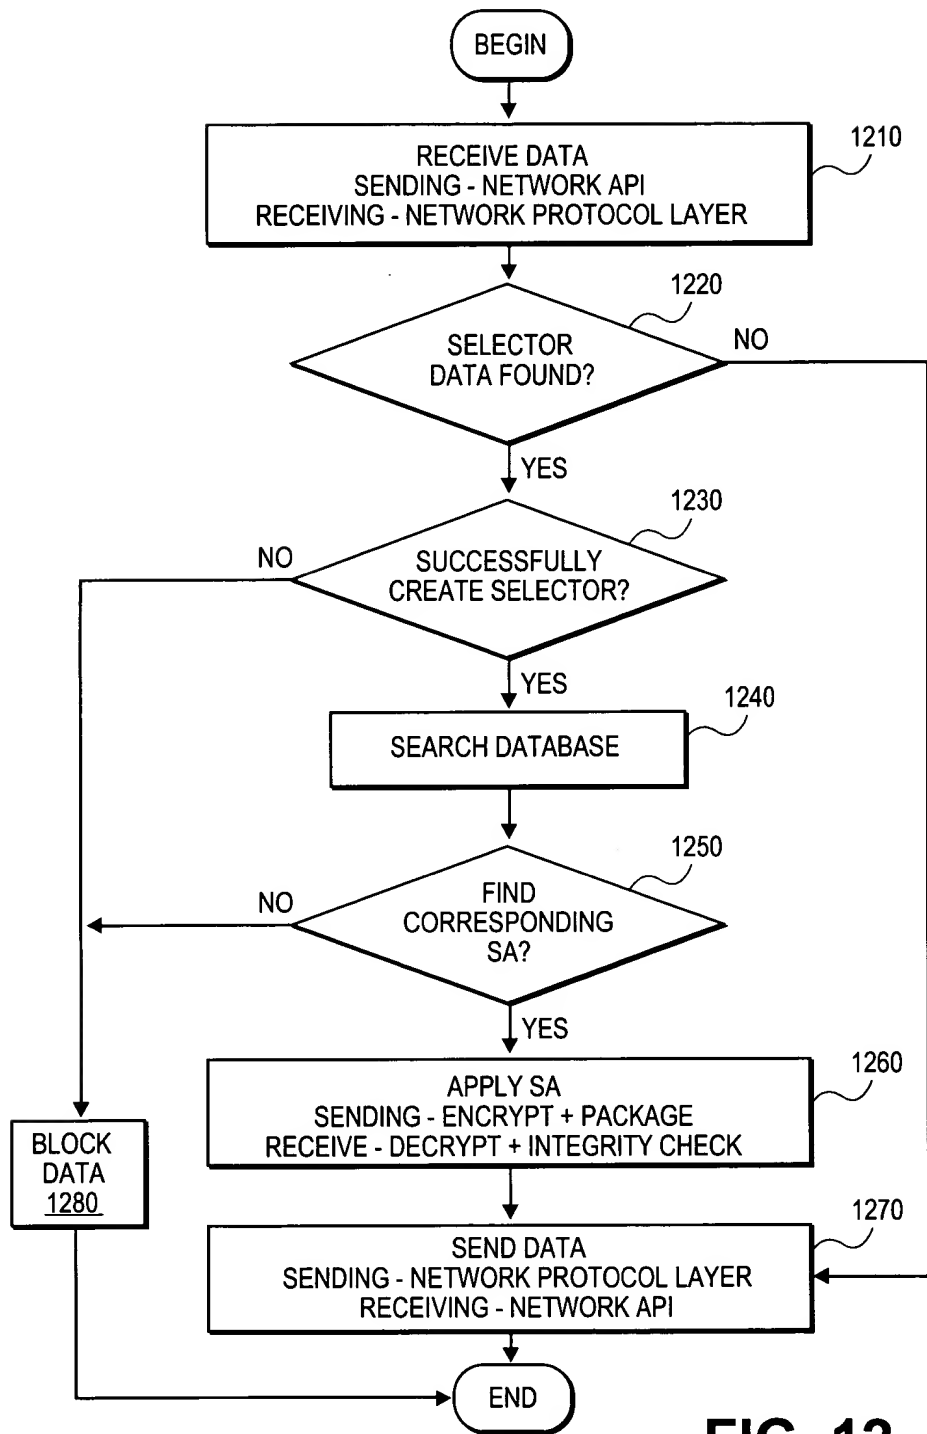 BEGIN
1210
RECEIVE DATA
SENDING - NETWORK API
RECEIVING - NETWORK PROTOCOL LAYER
1220
SELECTOR
DATA FOUND?
NO
YES
1230
NO
SUCCESSFULLY
CREATE SELECTOR?
YES
1240
SEARCH DATABASE
1250
NO
FIND
CORRESPONDING
SA?
YES
1260
APPLY SA
SENDING - ENCRYPT + PACKAGE
RECEIVE - DECRYPT + INTEGRITY CHECK
BLOCK
DATA
1280
1270
SEND DATA
SENDING - NETWORK PROTOCOL LAYER
RECEIVING - NETWORK API
END
FIG. 12